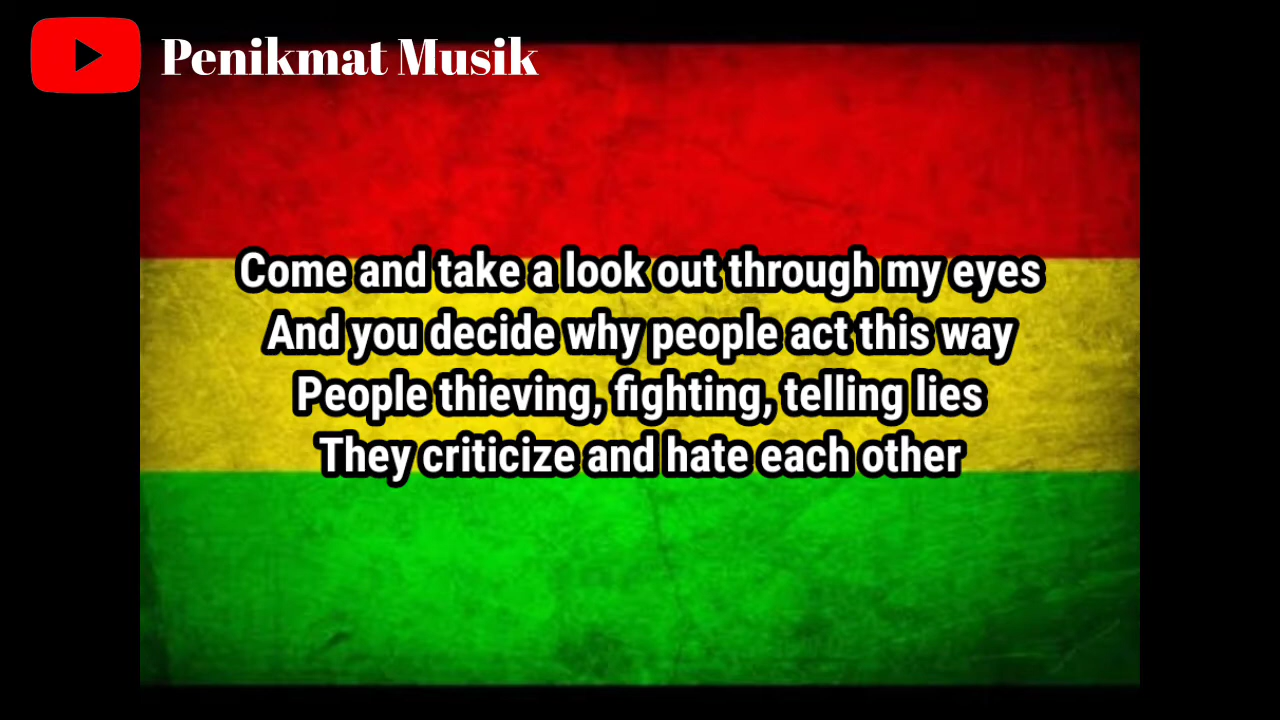 Penikmat Musik
Come and take a look out through my eyes
And you decide why people act this way
People thieving, fighting, telling lies
They criticize and hate each other